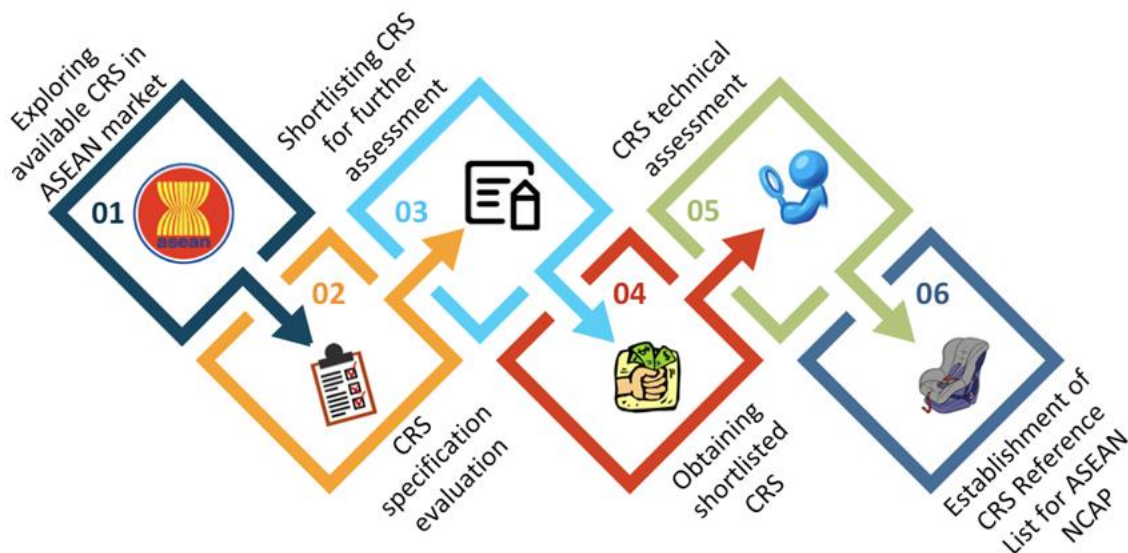 Exploring
available CRS in
ASEAN market
01
asean
02
CRS
specification
evaluation
Shortlisting CRS
for further
assessment
03
04
Obtaining
shortlisted
CRS
CRS technical
assessment
05
06
Establishment of
CRS Reference
List for ASEAN
NCAP